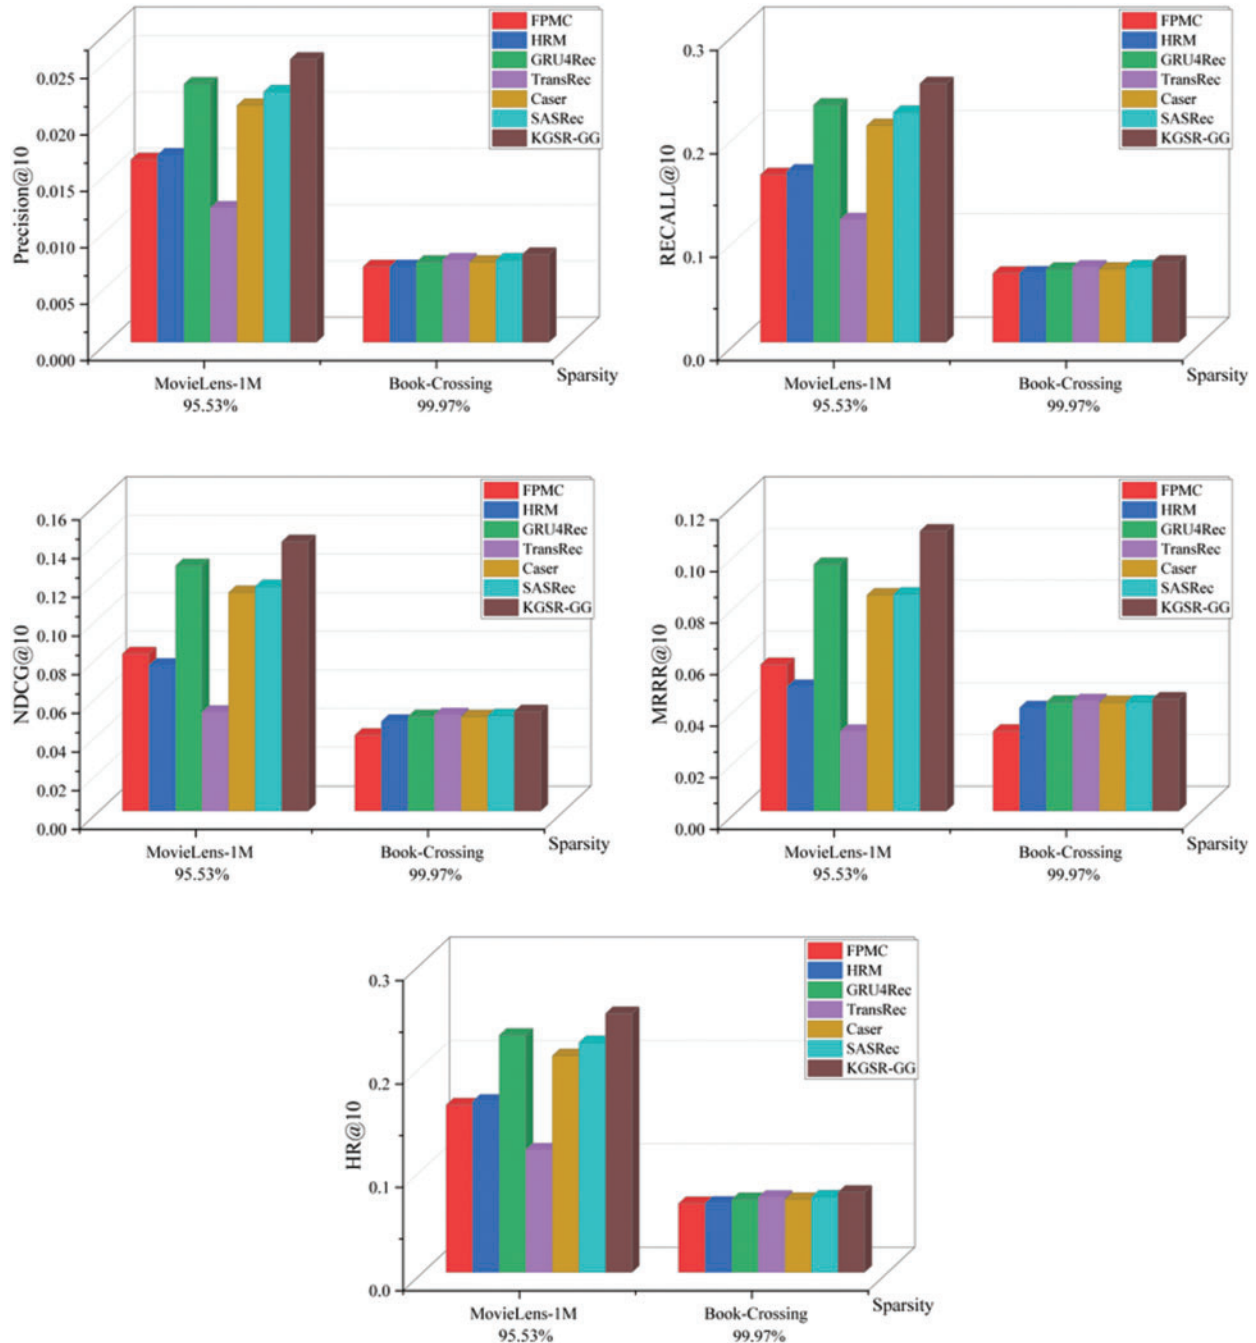 FPMC
HRM
GRU4Rec
TransRec
Caser
SASRec
KGSR-GG
Precision@10
0.025
0.020
0.015
0.010
0.005
0.000
MovieLens-1M
95.53%
Book-Crossing
99.97%
Sparsity
FPMC
HRM
GRU4Rec
TransRec
Caser
SASRec
KGSR-GG
RECALL@10
0.3
0.2
0.1
0.0
MovieLens-1M
95.53%
Book-Crossing
99.97%
Sparsity
FPMC
HRM
GRU4Rec
TransRec
Caser
SASRec
KGSR-GG
NDCG@10
0.16
0.14
0.12
0.10
0.08
0.06
0.04
0.02
0.00
MovieLens-1M
95.53%
Book-Crossing
99.97%
Sparsity
FPMC
HRM
GRU4Rec
TransRec
Caser
SASRec
KGSR-GG
MRRR@10
0.12
0.10
0.08
0.06
0.04
0.02
0.00
MovieLens-1M
95.53%
Book-Crossing
99.97%
Sparsity
FPMC
HRM
GRU4Rec
TransRec
Caser
SASRec
KGSR-GG
HR@10
0.3
0.2
0.1
0.0
MovieLens-1M
95.53%
Book-Crossing
99.97%
Sparsity